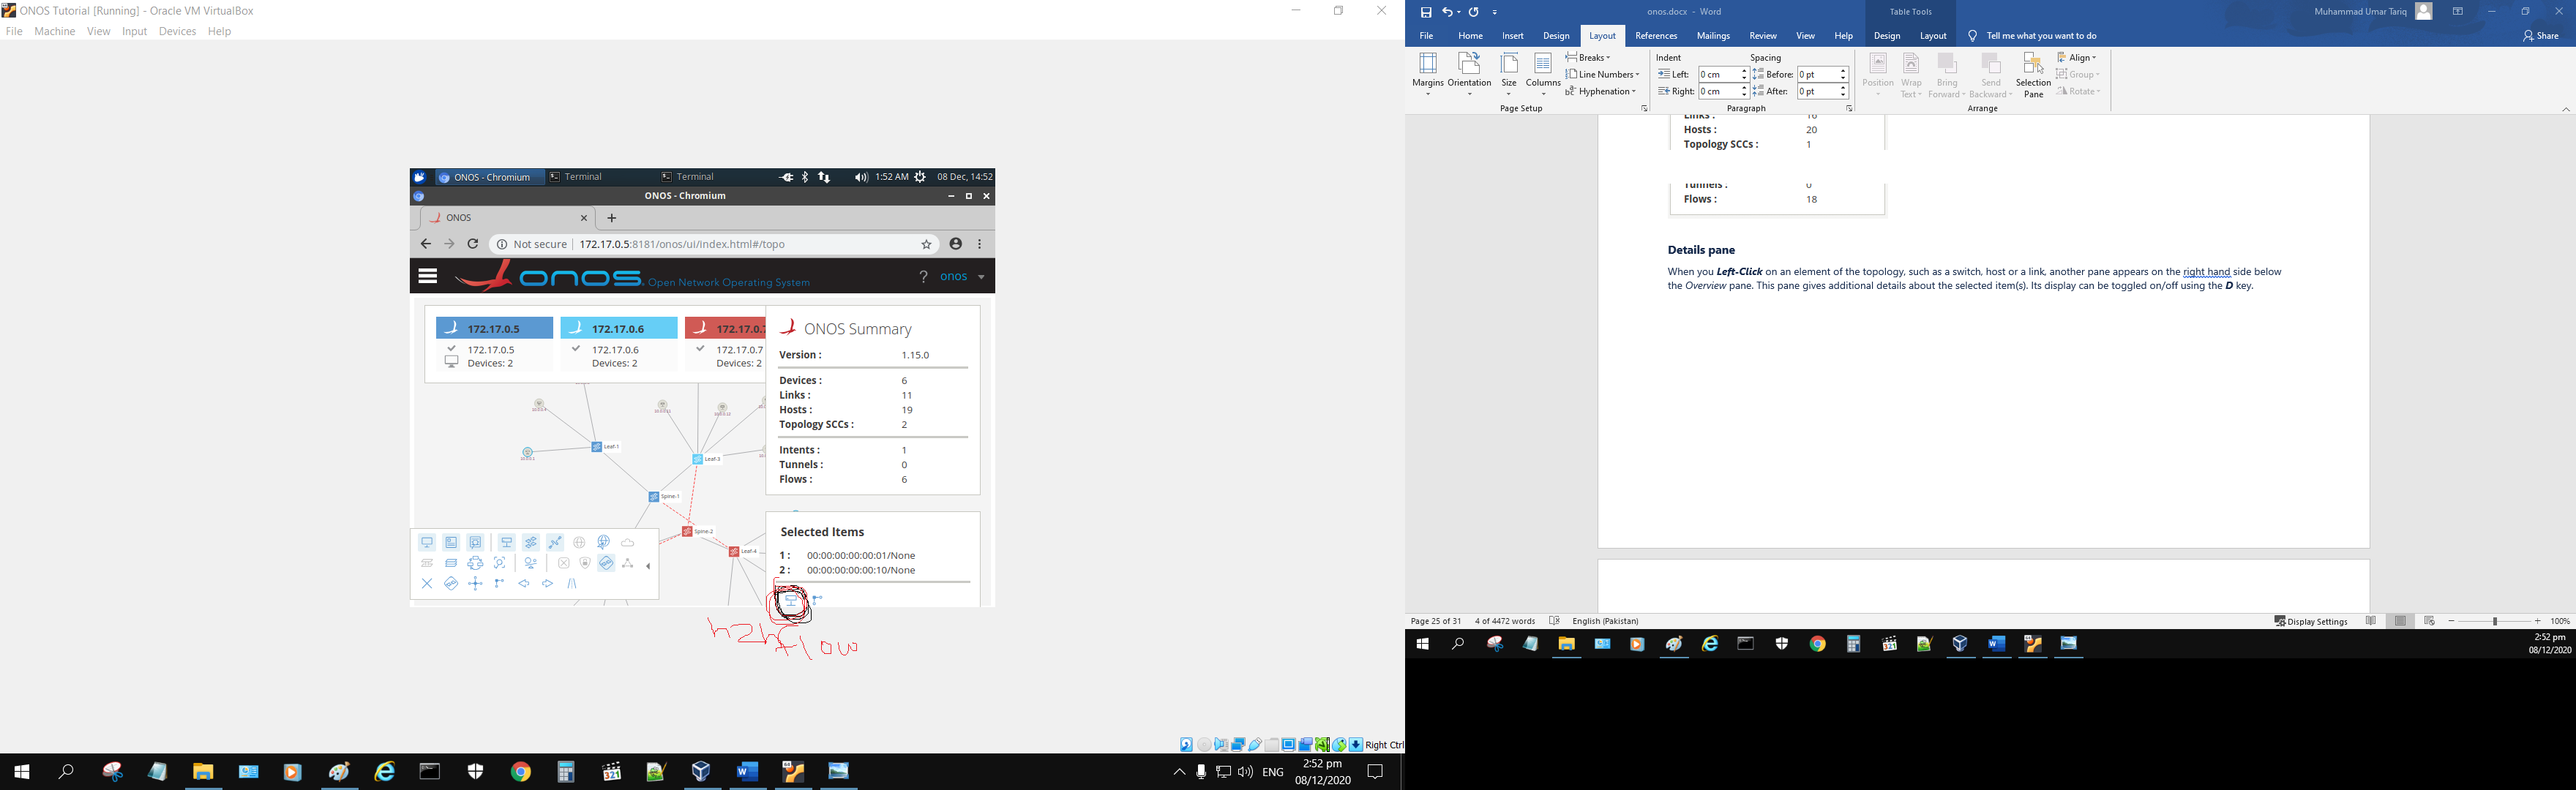 ONOS Tutorial [Running] - Oracle VM VirtualBox
File Machine View Input Devices Help
ONOS - Chromium Terminal Terminal 1:52 AM 08 Dec, 14:52
ONOS - Chromium
ONOS
Not secure 172.17.0.5:8181/onos/ui/index.html#/topo
onos Open Network Operating System ? onos
172.17.0.5 172.17.0.6 172.17.0.7
172.17.0.5 172.17.0.6 172.17.0.7
Devices: 2 Devices: 2 Devices: 2
ONOS Summary
Version : 1.15.0
Devices : 6
Links : 11
Hosts : 19
Topology SCCs : 2
Intents : 1
Tunnels : 0
Flows : 6
Leaf-1
Leaf-3
Spine-1
Spine-2
Leaf-4
Selected Items
1 : 00:00:00:00:00:01/None
2 : 00:00:00:00:00:10/None
h2h flow
Right Ctrl
ENG
2:52 pm
08/12/2020
onos.docx - Word Table Tools Muhammad Umar Tariq
File Home Insert Design Layout References Mailings Review View Help Design Layout Tell me what you want to do Share
Margins Orientation Size Columns
Breaks
Line Numbers
Hyphenation
Page Setup
Indent Spacing
Left: 0 cm Before: 0 pt
Right: 0 cm After: 0 pt
Paragraph
Position Wrap Text Bring Forward Send Backward Selection Pane
Align
Group
Rotate
Arrange
Links : 16
Hosts : 20
Topology SCCs : 1
Tunnels : 0
Flows : 18
Details pane
When you Left-Click on an element of the topology, such as a switch, host or a link, another pane appears on the right hand side below
the Overview pane. This pane gives additional details about the selected item(s). Its display can be toggled on/off using the D key.
Page 25 of 31 4 of 4472 words English (Pakistan) Display Settings 100%
2:52 pm
08/12/2020